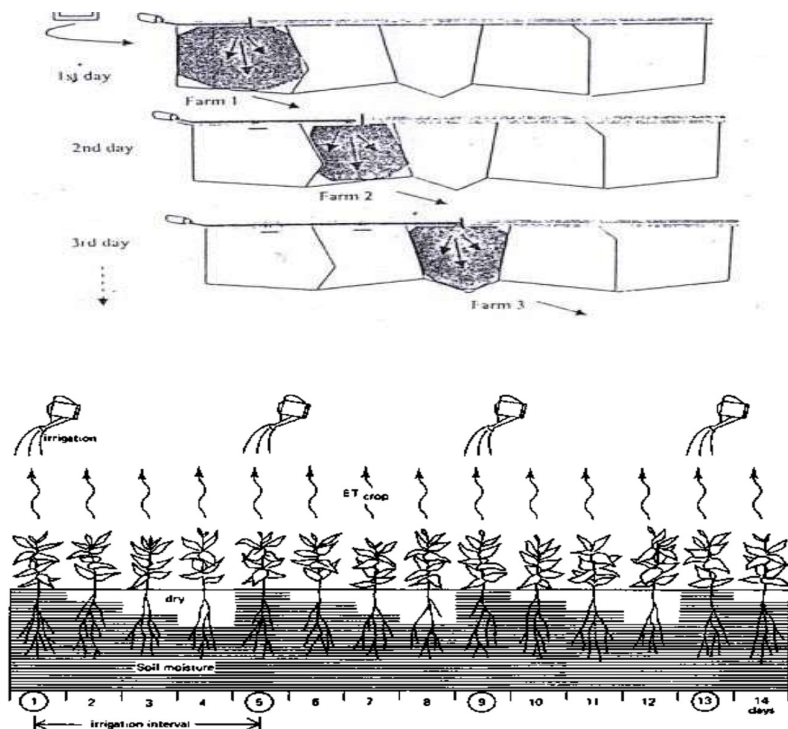 1st day
Farm 1
2nd day
Farm 2
3rd day
Farm 3
irrigation
ET crop
dry
Soil moisture
1 2 3 4 5 6 7 8 9 10 11 12 13 14
days
irrigation interval